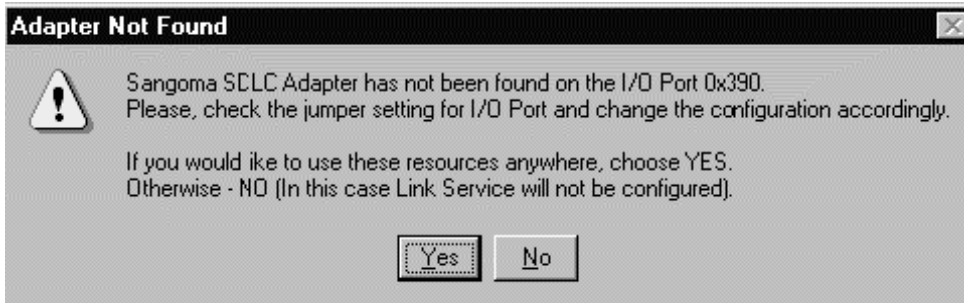 Adapter Not Found
Sangoma SDLC Adapter has not been found on the I/O Port 0x390.
Please, check the jumper setting for I/O Port and change the configuration accordingly.
If you would ike to use these resources anywhere, choose YES.
Otherwise - NO (In this case Link Service will not be configured).
Yes No